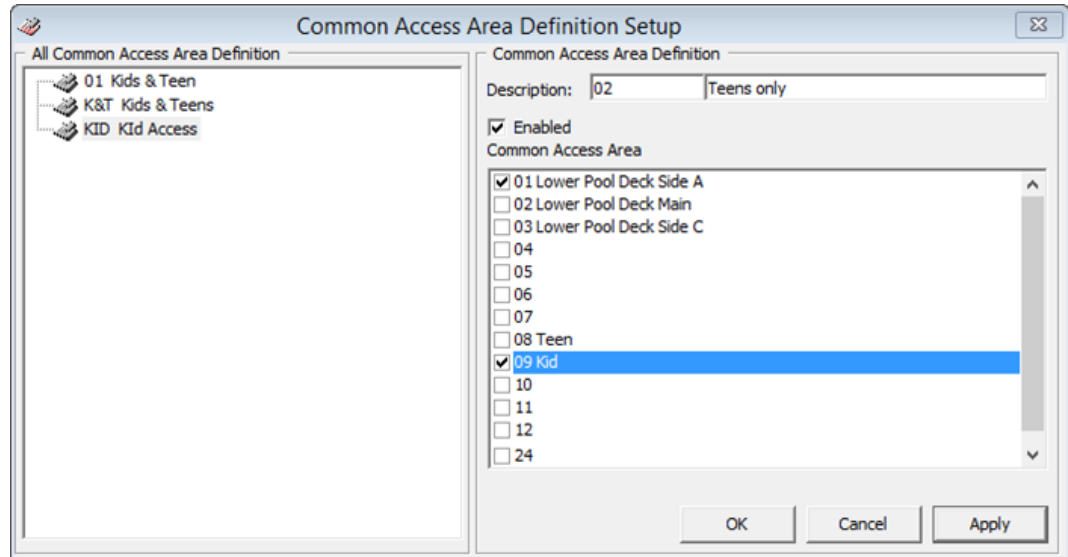 Common Access Area Definition Setup
All Common Access Area Definition
01 Kids & Teen
K&T Kids & Teens
KID KId Access
Common Access Area Definition
Description: 02 Teens only
Enabled
Common Access Area
01 Lower Pool Deck Side A
02 Lower Pool Deck Main
03 Lower Pool Deck Side C
04
05
06
07
08 Teen
09 Kid
10
11
12
24
OK Cancel Apply